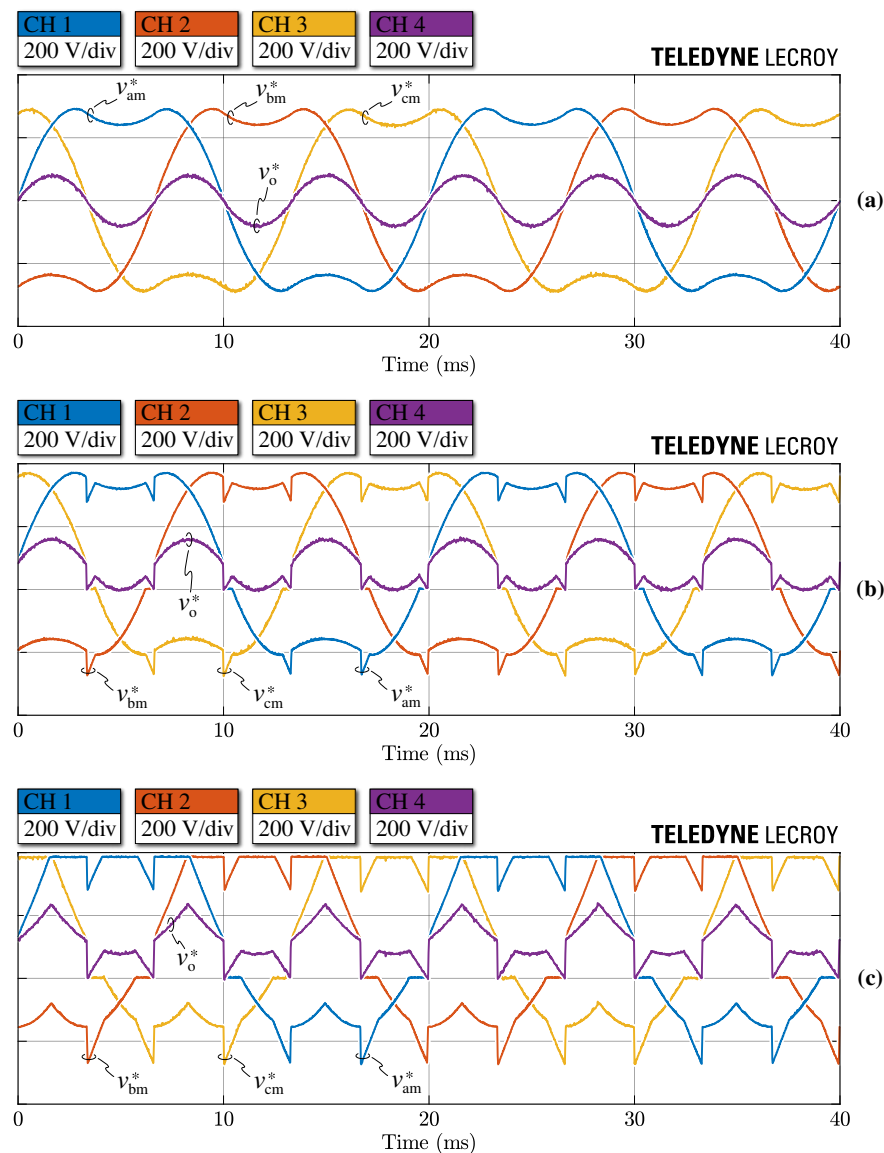 CH 1 CH 2 CH 3 CH 4
200 V/div 200 V/div 200 V/div 200 V/div
TELEDYNE LECROY
v*am v*bm v*cm
v*o
(a)
0 10 20 30 40
Time (ms)
CH 1 CH 2 CH 3 CH 4
200 V/div 200 V/div 200 V/div 200 V/div
TELEDYNE LECROY
v*o
(b)
v*bm v*cm v*am
0 10 20 30 40
Time (ms)
CH 1 CH 2 CH 3 CH 4
200 V/div 200 V/div 200 V/div 200 V/div
TELEDYNE LECROY
v*o
(c)
v*bm v*cm v*am
0 10 20 30 40
Time (ms)